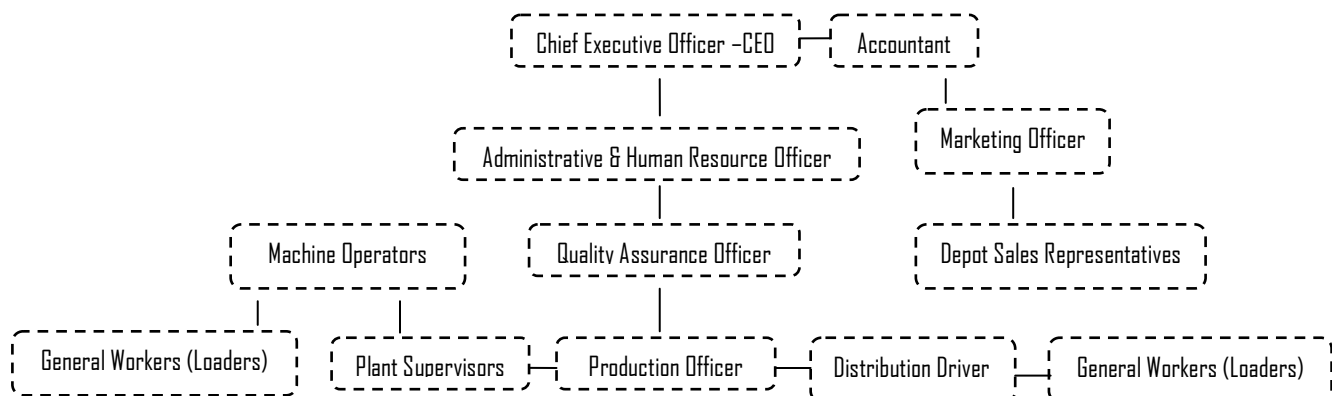 Chief Executive Officer –CEO
Accountant
Marketing Officer
Administrative & Human Resource Officer
Machine Operators
Quality Assurance Officer
Depot Sales Representatives
General Workers (Loaders)
Plant Supervisors
Production Officer
Distribution Driver
General Workers (Loaders)